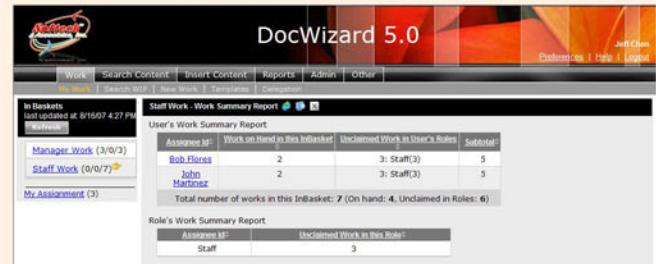 Softech
DocWizard 5.0
Jeff Chen
Preferences | Help | Logout
Work Search Content Insert Content Reports Admin Other
My Work | Search WIP | New Work | Templates | Delegation
In Baskets
last updated at 8/16/07 4:27 PM
Refresh
Manager Work (3/0/3)
Staff Work (0/0/7)
My Assignment (3)
Staff Work - Work Summary Report
User's Work Summary Report
Assignee Id Work on Hand in this InBasket Unclaimed Work in User's Roles Subtotal
Bob Flores 2 3: Staff(3) 5
John Martinez 2 3: Staff(3) 5
Total number of works in this InBasket: 7 (On hand: 4, Unclaimed in Roles: 6)
Role's Work Summary Report
Assignee Id Unclaimed Work in this Role
Staff 3